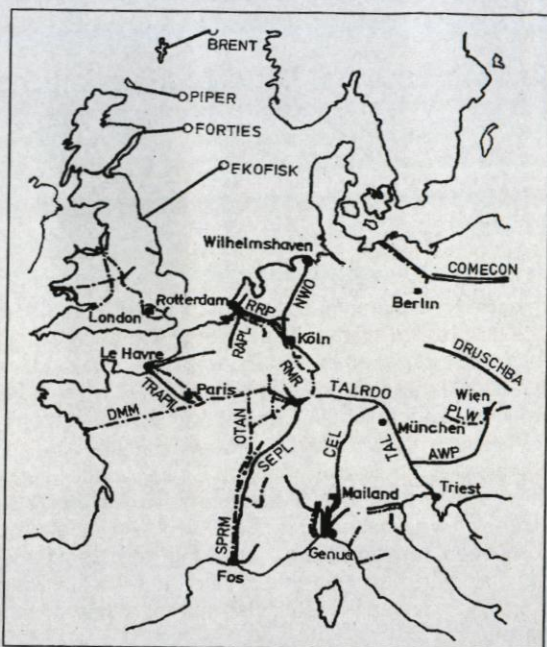 BRENT
PIPER
FORTIES
EKOFISK
Wilhelmshaven
COMECON
Rotterdam
RRP
NWO
Berlin
London
RAPL
Köln
Le Havre
RMR
DRUSCHBA
TRAPIL
Paris
TALRDO
Wien
DMM
PLW
OTAN
München
CEL
TAL
SEPL
AWP
Mailand
Triest
SPRM
Genua
Fos